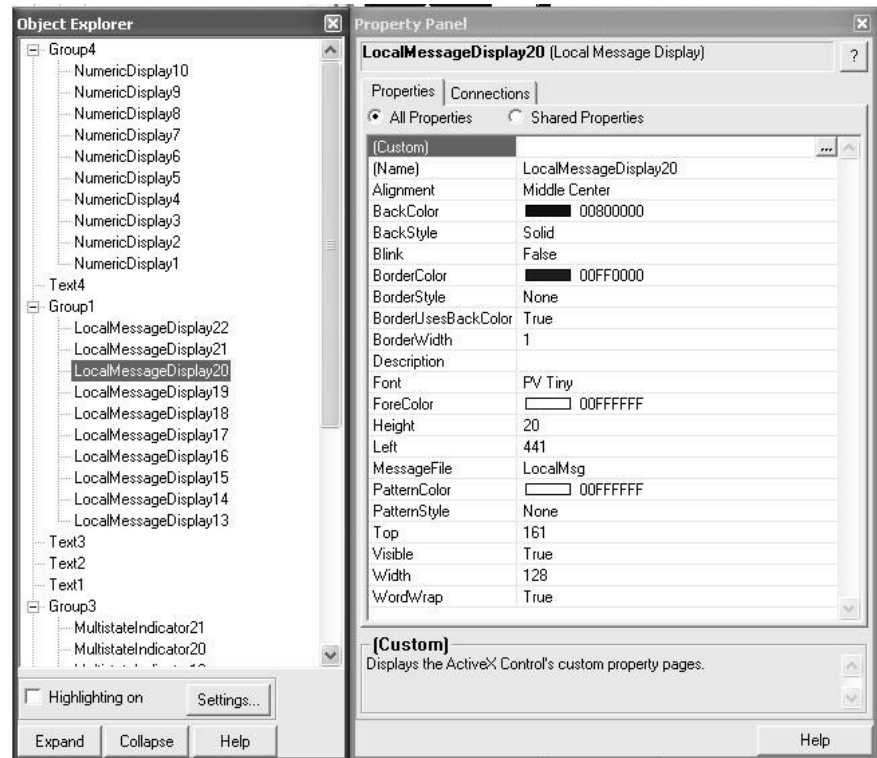 Object Explorer
Group4
NumericDisplay10
NumericDisplay9
NumericDisplay8
NumericDisplay7
NumericDisplay6
NumericDisplay5
NumericDisplay4
NumericDisplay3
NumericDisplay2
NumericDisplay1
Text4
Group1
LocalMessageDisplay22
LocalMessageDisplay21
LocalMessageDisplay20
LocalMessageDisplay19
LocalMessageDisplay18
LocalMessageDisplay17
LocalMessageDisplay16
LocalMessageDisplay15
LocalMessageDisplay14
LocalMessageDisplay13
Text3
Text2
Text1
Group3
MultistateIndicator21
MultistateIndicator20
Highlighting on Settings...
Expand Collapse Help
Property Panel
LocalMessageDisplay20 (Local Message Display) ?
Properties Connections
All Properties Shared Properties
(Custom) ...
(Name) LocalMessageDisplay20
Alignment Middle Center
BackColor 00800000
BackStyle Solid
Blink False
BorderColor 00FF0000
BorderStyle None
BorderUsesBackColor True
BorderWidth 1
Description
Font PV Tiny
ForeColor 00FFFFFF
Height 20
Left 441
MessageFile LocalMsg
PatternColor 00FFFFFF
PatternStyle None
Top 161
Visible True
Width 128
WordWrap True
(Custom)
Displays the ActiveX Control's custom property pages.
Help